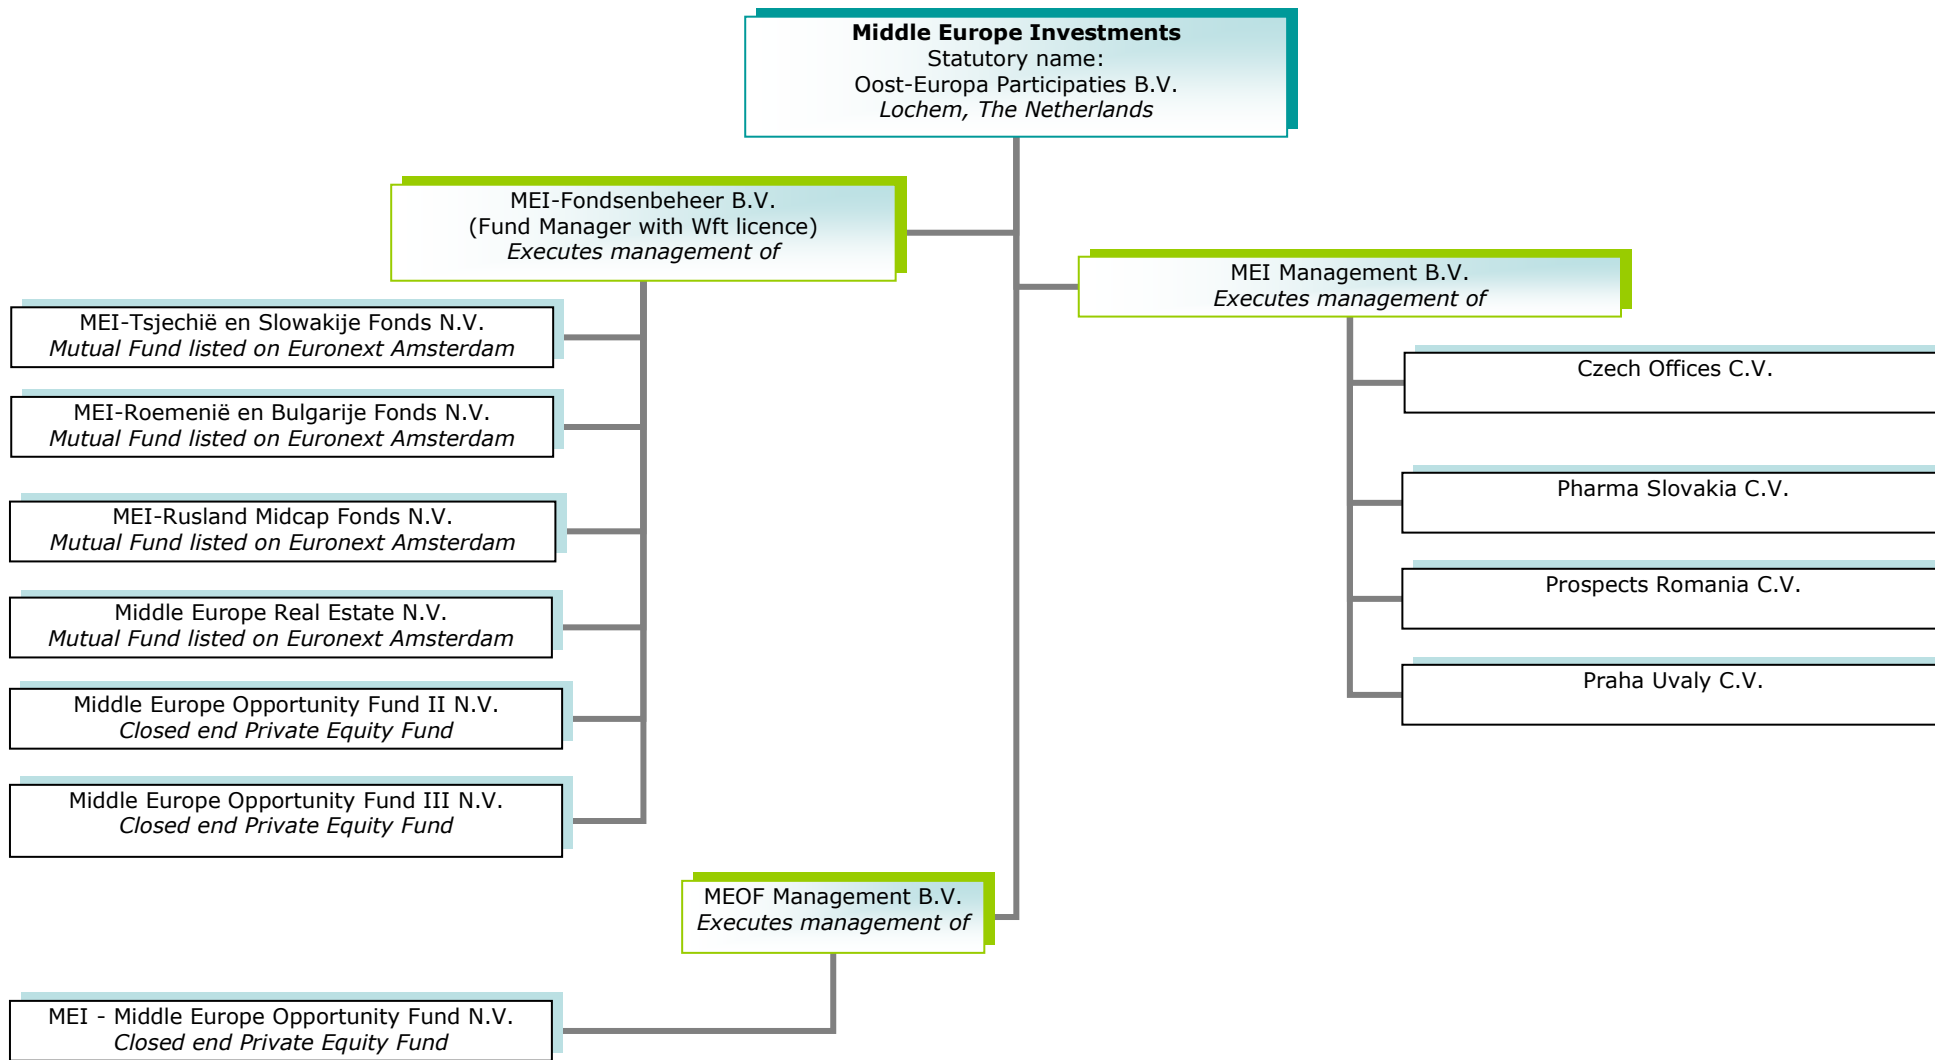 Middle Europe Investments
Statutory name:
Oost-Europa Participaties B.V.
Lochem, The Netherlands
MEI-Fondsenbeheer B.V.
(Fund Manager with Wft licence)
Executes management of
MEI Management B.V.
Executes management of
MEI-Tsjechië en Slowakije Fonds N.V.
Mutual Fund listed on Euronext Amsterdam
MEI-Roemenië en Bulgarije Fonds N.V.
Mutual Fund listed on Euronext Amsterdam
MEI-Rusland Midcap Fonds N.V.
Mutual Fund listed on Euronext Amsterdam
Middle Europe Real Estate N.V.
Mutual Fund listed on Euronext Amsterdam
Middle Europe Opportunity Fund II N.V.
Closed end Private Equity Fund
Middle Europe Opportunity Fund III N.V.
Closed end Private Equity Fund
Czech Offices C.V.
Pharma Slovakia C.V.
Prospects Romania C.V.
Praha Uvaly C.V.
MEOF Management B.V.
Executes management of
MEI - Middle Europe Opportunity Fund N.V.
Closed end Private Equity Fund